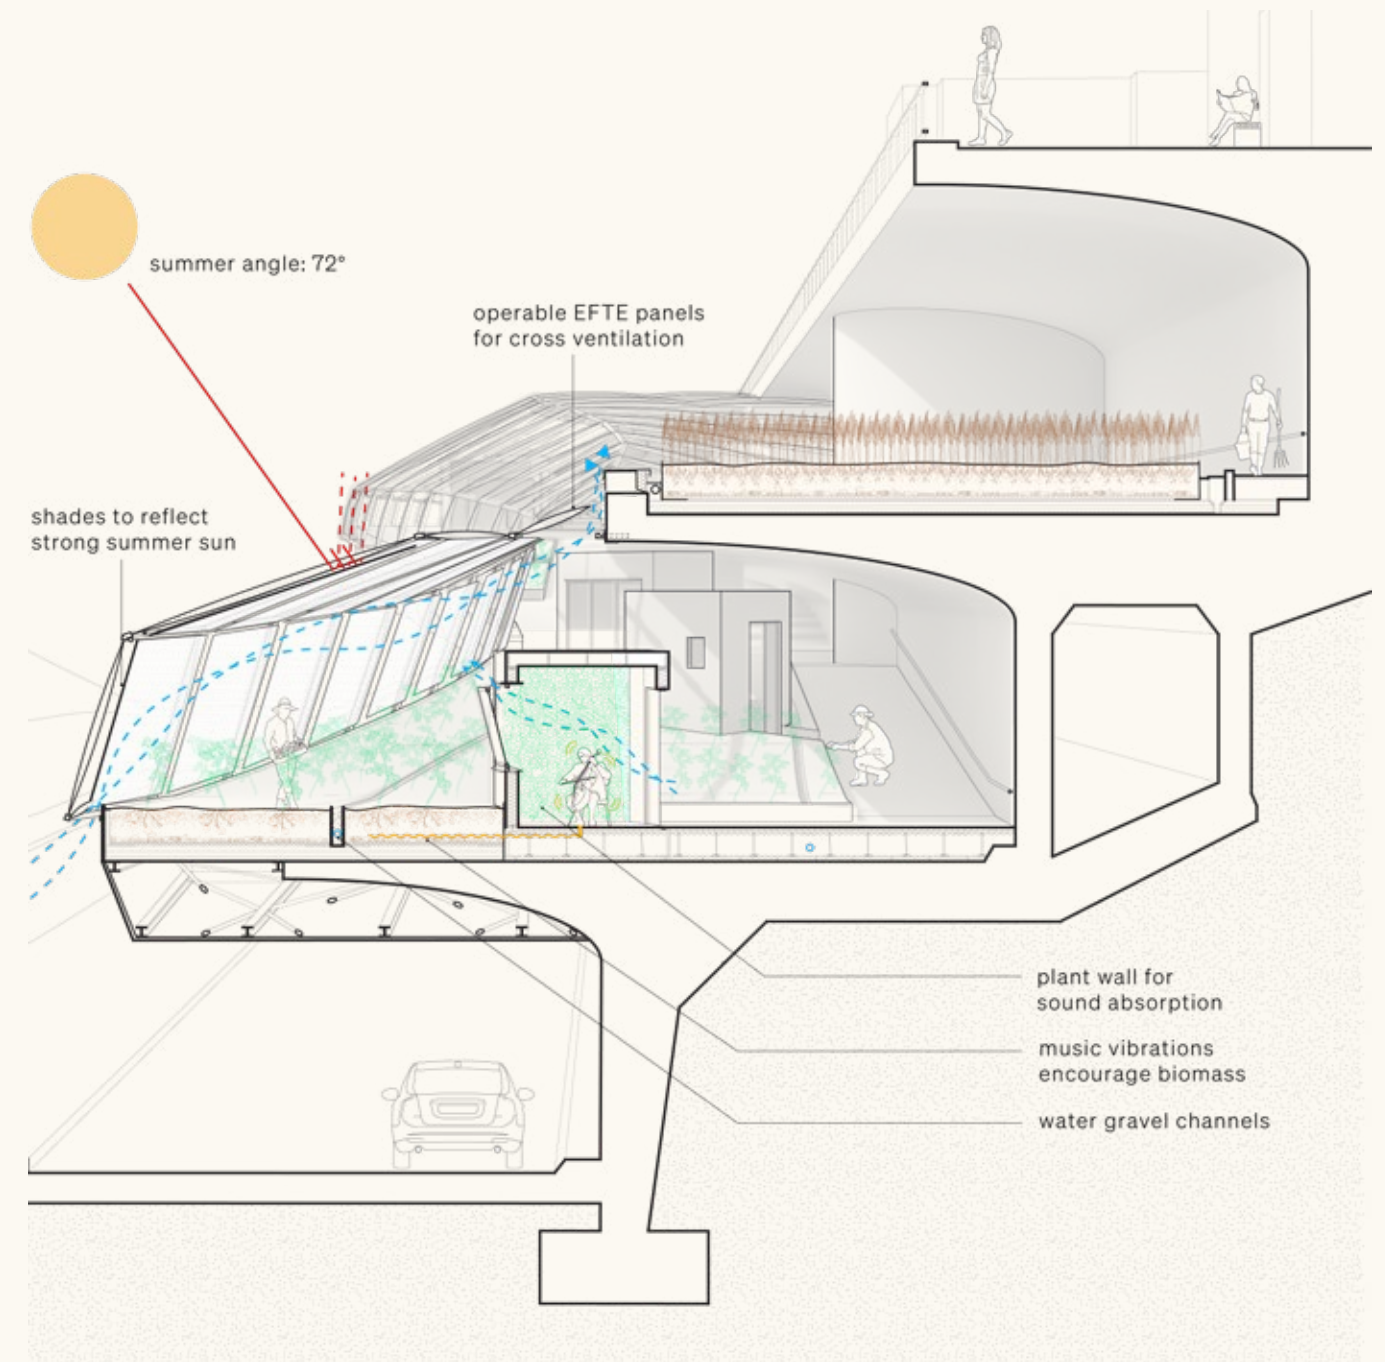 summer angle: 72°
operable EFTE panels
for cross ventilation
shades to reflect
strong summer sun
plant wall for
sound absorption
music vibrations
encourage biomass
water gravel channels